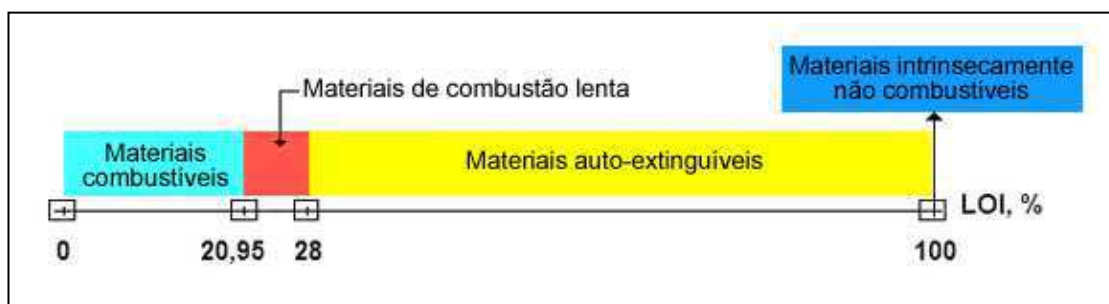 Materiais intrinsecamente
não combustíveis
Materiais de combustão lenta
Materiais
combustíveis
Materiais auto-extinguíveis
LOI, %
0
20,95
28
100